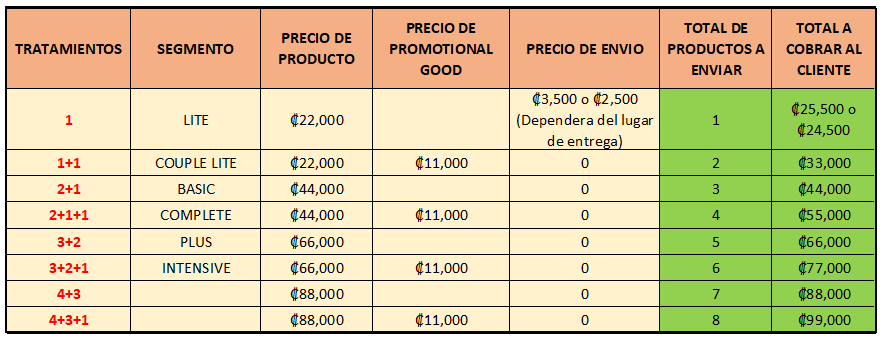 TRATAMIENTOS SEGMENTO PRECIO DE PRODUCTO PRECIO DE PROMOTIONAL GOOD PRECIO DE ENVIO TOTAL DE PRODUCTOS A ENVIAR TOTAL A COBRAR AL CLIENTE
1 LITE ₡22,000 ₡3,500 o ₡2,500 (Dependera del lugar de entrega) 1 ₡25,500 o ₡24,500
1+1 COUPLE LITE ₡22,000 ₡11,000 0 2 ₡33,000
2+1 BASIC ₡44,000 0 3 ₡44,000
2+1+1 COMPLETE ₡44,000 ₡11,000 0 4 ₡55,000
3+2 PLUS ₡66,000 0 5 ₡66,000
3+2+1 INTENSIVE ₡66,000 ₡11,000 0 6 ₡77,000
4+3 ₡88,000 0 7 ₡88,000
4+3+1 ₡88,000 ₡11,000 0 8 ₡99,000